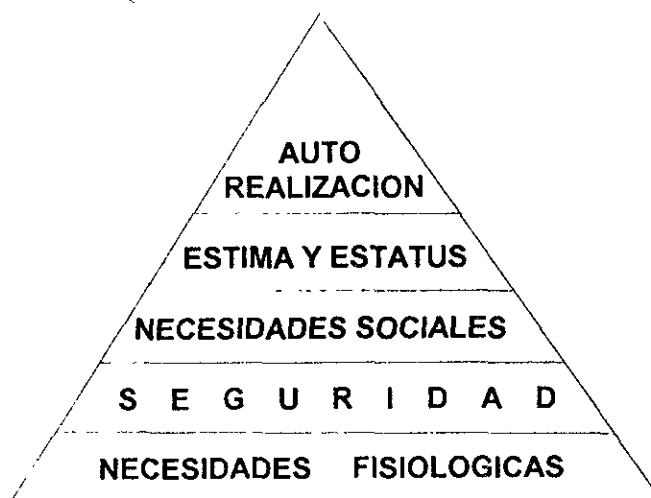 AUTO
REALIZACION
ESTIMA Y ESTATUS
NECESIDADES SOCIALES
S E G U R I D A D
NECESIDADES FISIOLOGICAS